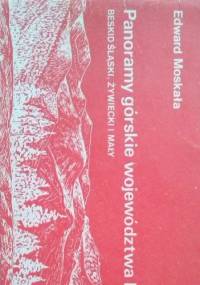 Edward Moskała
Panoramy górskie województwa
BESKID ŚLĄSKI, ŻYWIECKI I MAŁY